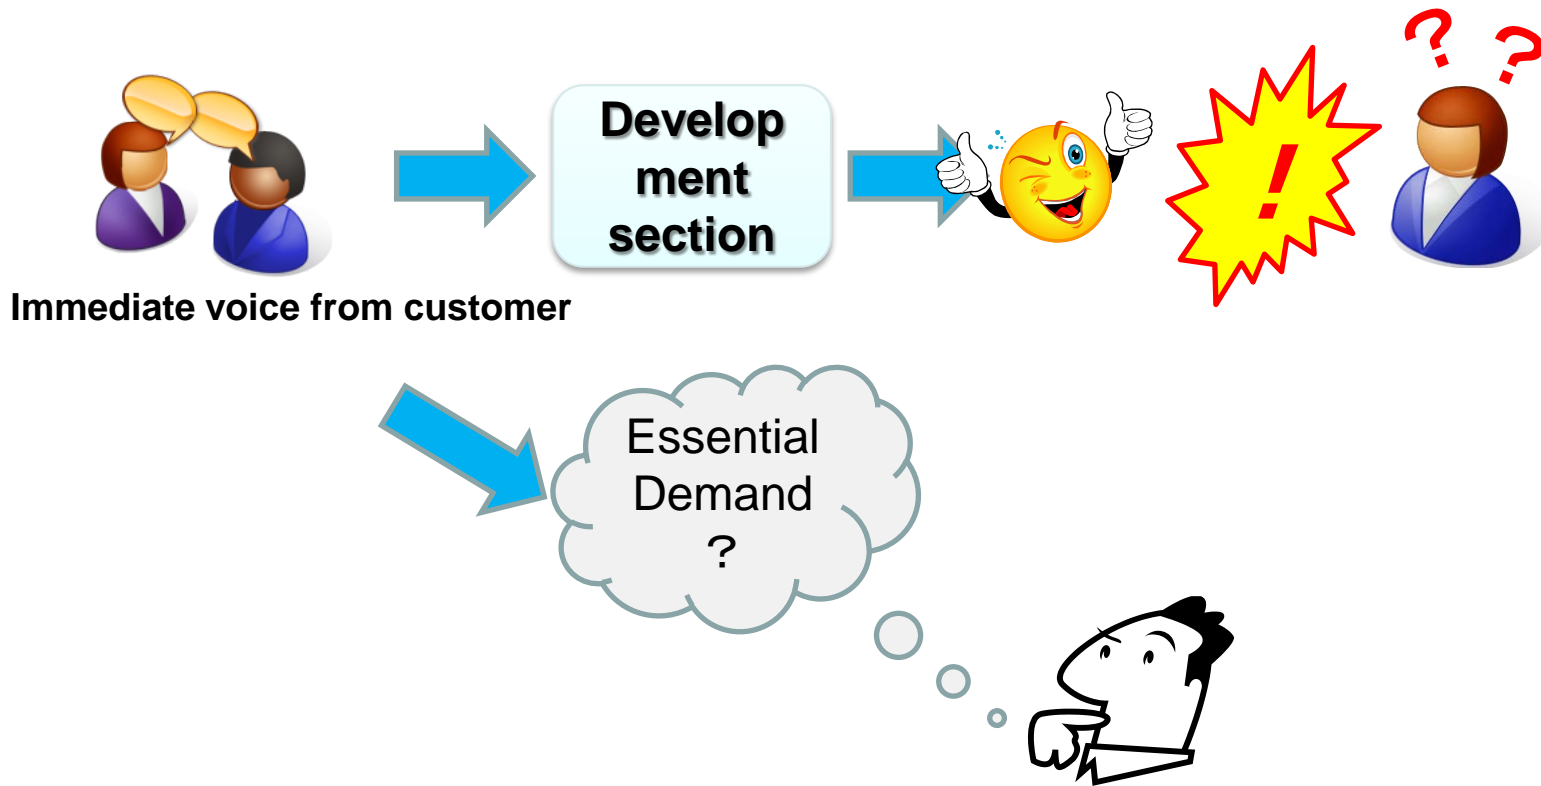 Develop
ment
section
!
?
?
Immediate voice from customer
Essential
Demand
?